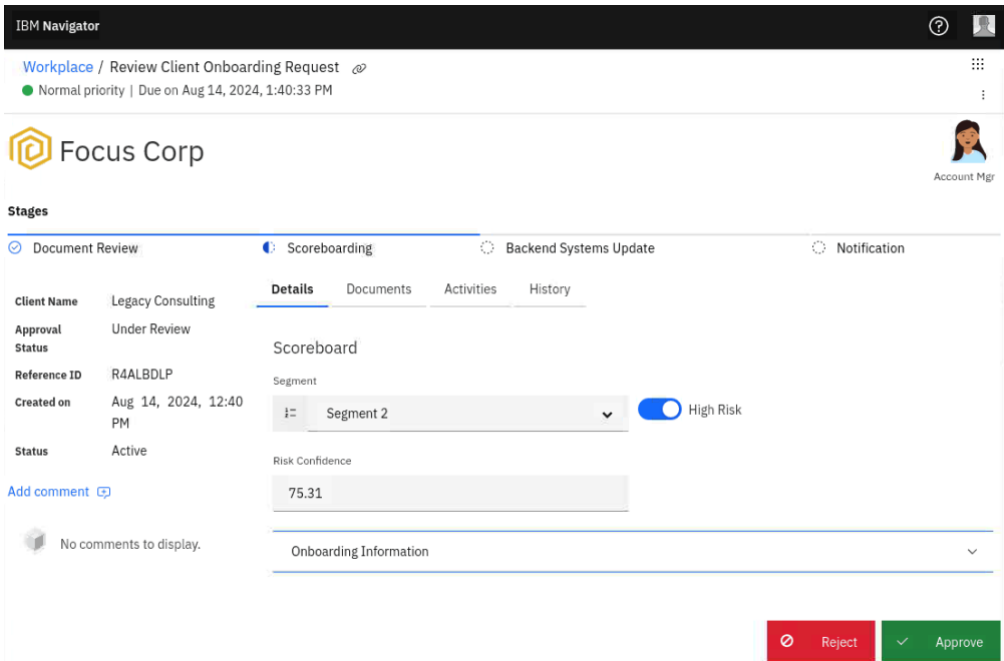 IBM Navigator
Workplace / Review Client Onboarding Request
Normal priority | Due on Aug 14, 2024, 1:40:33 PM
Focus Corp
Account Mgr
Stages
Document Review
Scoreboarding
Backend Systems Update
Notification
Client Name Legacy Consulting
Approval Status Under Review
Reference ID R4ALBDLP
Created on Aug 14, 2024, 12:40 PM
Status Active
Add comment
No comments to display.
Details Documents Activities History
Scoreboard
Segment
Segment 2
High Risk
Risk Confidence
75.31
Onboarding Information
Reject
Approve